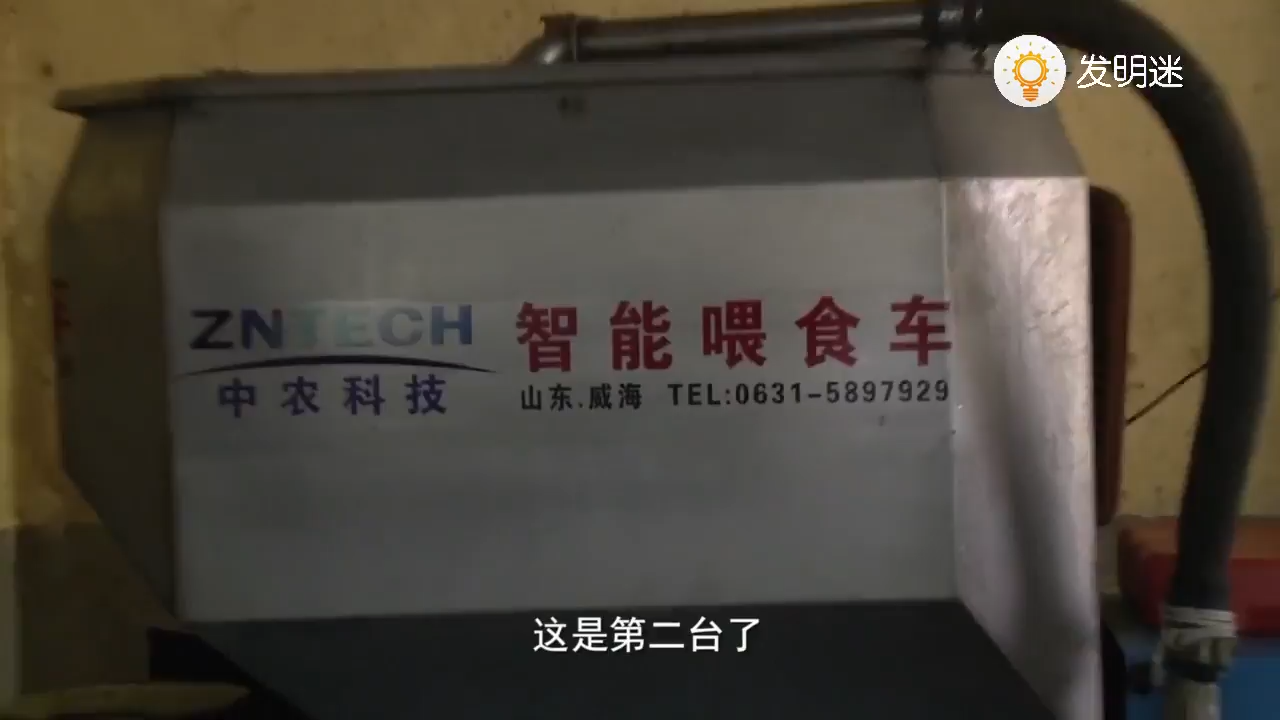 发明迷
ZNTECH
中农科技
智能喂食车
山东.威海 TEL:0631-5897929
这是第二台了